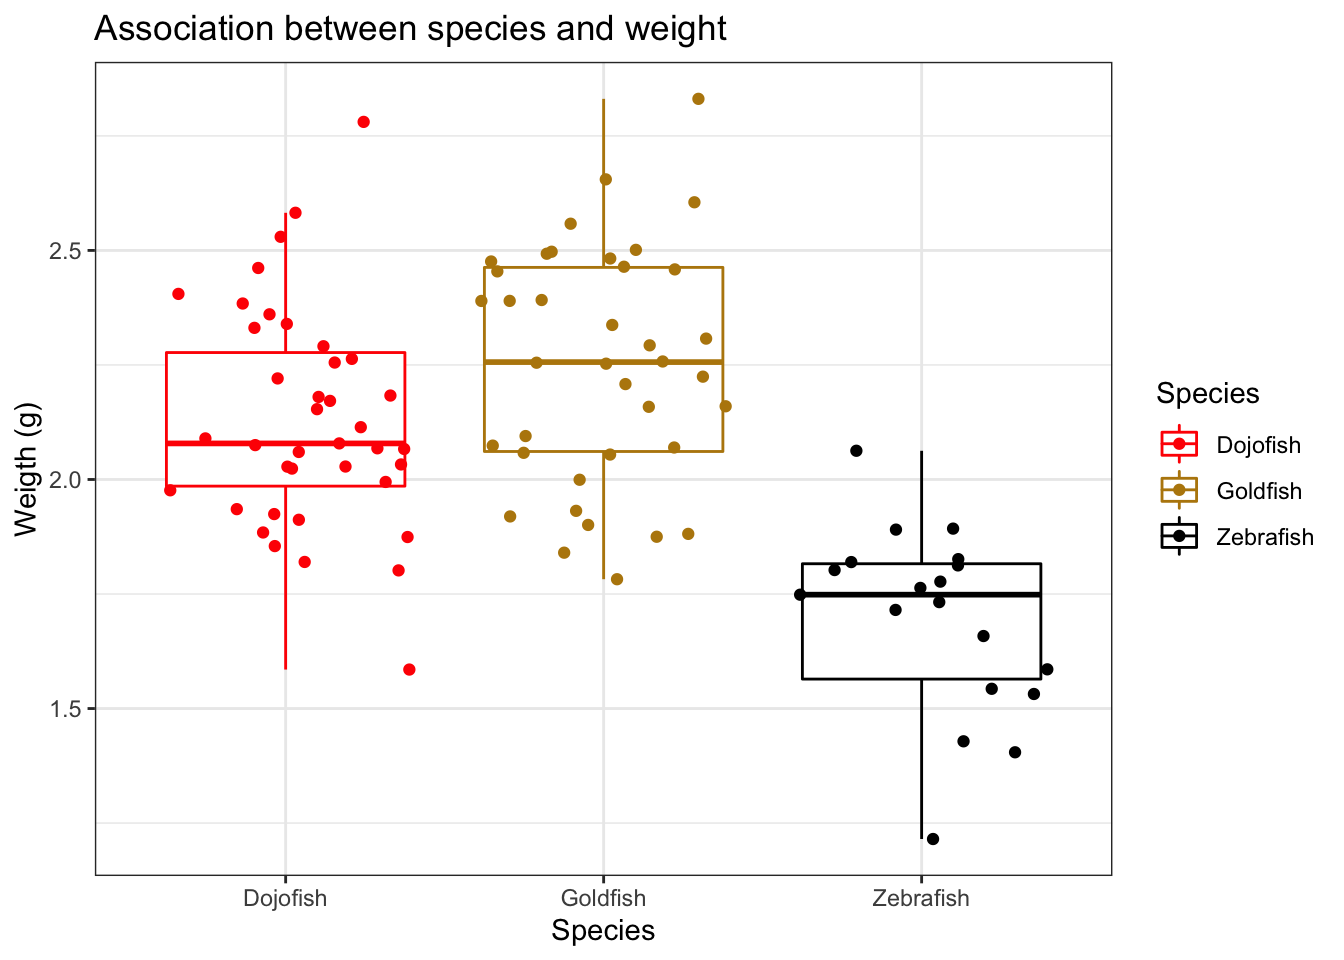 Association between species and weight
Weigth (g)
2.5
2.0
1.5
Dojofish
Goldfish
Zebrafish
Species
Species
Dojofish
Goldfish
Zebrafish